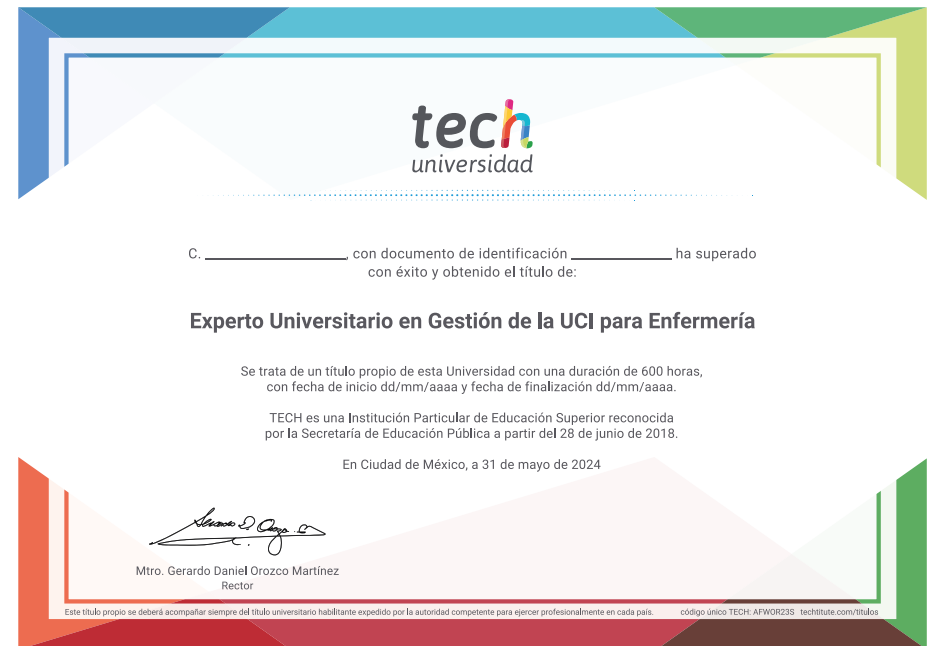 tech
universidad
C. ________________, con documento de identificación ____________ ha superado
con éxito y obtenido el título de:
Experto Universitario en Gestión de la UCI para Enfermería
Se trata de un título propio de esta Universidad con una duración de 600 horas,
con fecha de inicio dd/mm/aaaa y fecha de finalización dd/mm/aaaa.
TECH es una Institución Particular de Educación Superior reconocida
por la Secretaría de Educación Pública a partir del 28 de junio de 2018.
En Ciudad de México, a 31 de mayo de 2024
Mtro. Gerardo Daniel Orozco Martínez
Rector
Este título propio se deberá acompañar siempre del título universitario habilitante expedido por la autoridad competente para ejercer profesionalmente en cada país. código único TECH: AFWOR23S techtitute.com/titulos